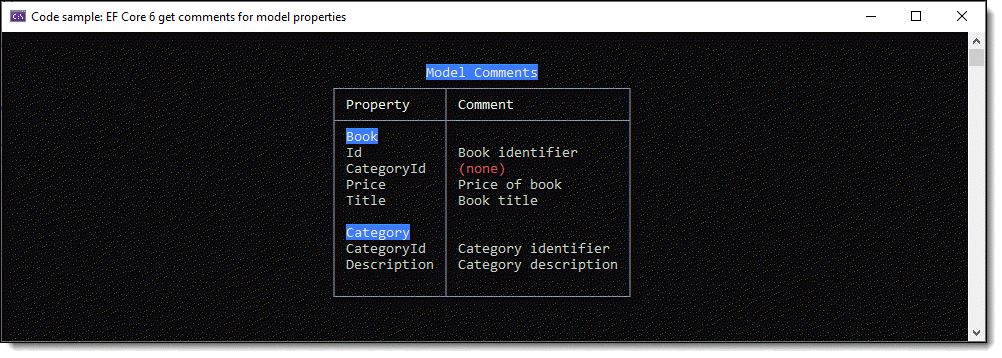 Code sample: EF Core 6 get comments for model properties
Model Comments
Property Comment
Book
Id Book identifier
CategoryId (none)
Price Price of book
Title Book title
Category
CategoryId Category identifier
Description Category description